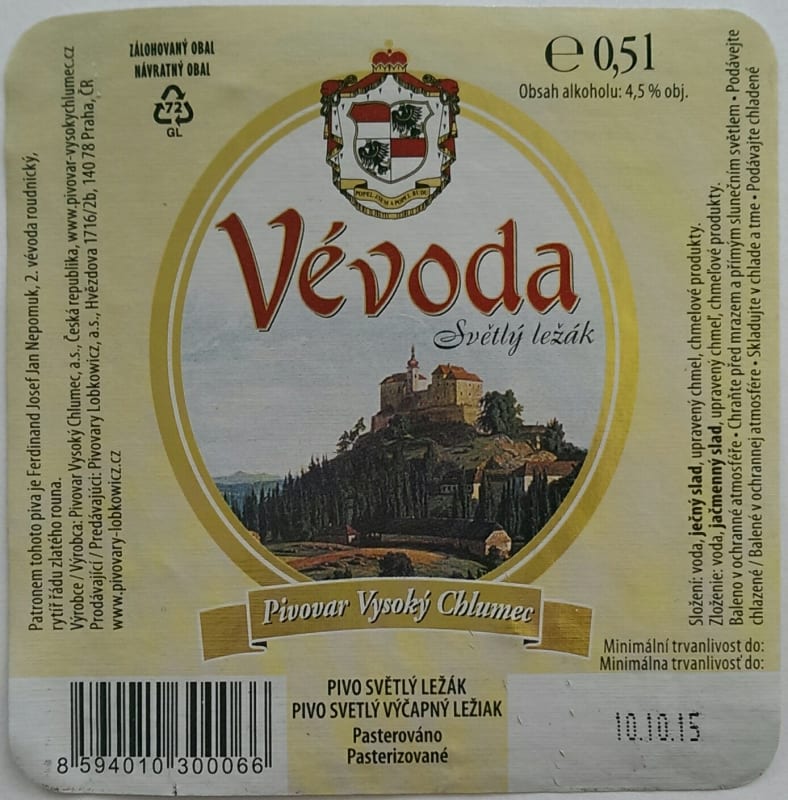 ZÁLOHOVANÝ OBAL
NÁVRATNÝ OBAL
72
GL
℮ 0,5l
Obsah alkoholu: 4,5 % obj.
POPEL JSEM A POPEL BUDU
Vévoda
Světlý ležák
Pivovar Vysoký Chlumec
Patronem tohoto piva je Ferdinand Josef Jan Nepomuk, 2. vévoda roudnický,
rytíř řádu zlatého rouna.
Výrobce / Výrobca: Pivovar Vysoký Chlumec, a.s., Česká republika, www.pivovar-vysokychlumec.cz
Prodávající / Predávajúci: Pivovary Lobkowicz, a.s., Hvězdova 1716/2b, 140 78 Praha, ČR
www.pivovary-lobkowicz.cz
Složení: voda, ječný slad, upravený chmel, chmelové produkty.
Zloženie: voda, jačmenný slad, upravený chmeľ, chmeľové produkty.
Baleno v ochranné atmosféře • Chraňte před mrazem a přímým slunečním světlem • Podávejte
chlazené / Balené v ochrannej atmosfére • Skladujte v chlade a tme • Podávajte chladené
Minimální trvanlivost do:
Minimálna trvanlivosť do:
10.10.15
PIVO SVĚTLÝ LEŽÁK
PIVO SVETLÝ VÝČAPNÝ LEŽIAK
Pasterováno
Pasterizované
8 594010 300066